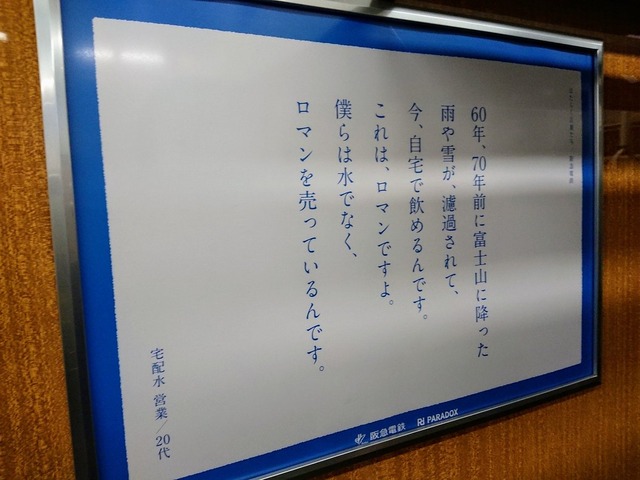 60年、70年前に富士山に降った
雨や雪が、濾過されて、
今、自宅で飲めるんです。
これは、ロマンですよ。
僕らは水でなく、
ロマンを売っているんです。
宅配水 営業/20代
阪急電鉄
PARADOX